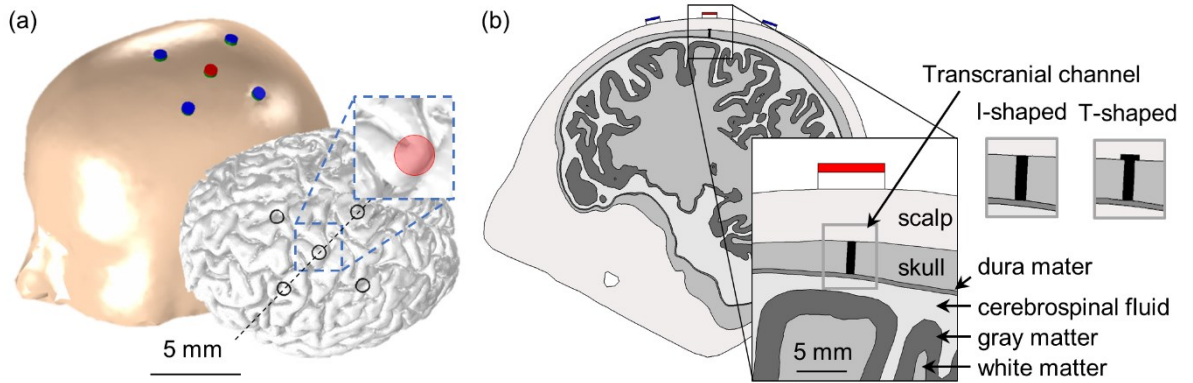 (a)
5 mm
(b)
Transcranial channel
I-shaped T-shaped
scalp
skull
dura mater
cerebrospinal fluid
gray matter
white matter
5 mm